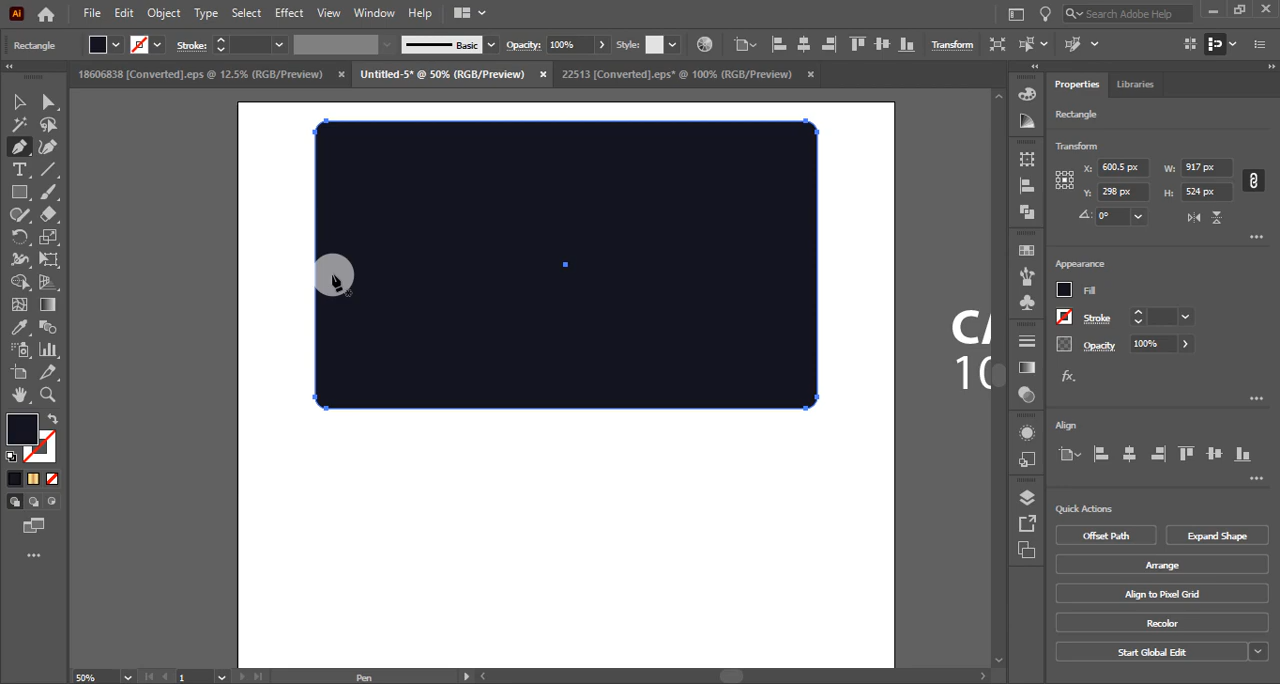 Ai File Edit Object Type Select Effect View Window Help Search Adobe Help
Rectangle Stroke: Basic Opacity: 100% Style: Transform
18606838 [Converted].eps @ 12.5% (RGB/Preview) × Untitled-5* @ 50% (RGB/Preview) × 22513 [Converted].eps* @ 100% (RGB/Preview) ×
Properties Libraries
Rectangle
Transform
X: 600.5 px W: 917 px
Y: 298 px H: 524 px
0°
Appearance
Fill
Stroke
Opacity 100%
fx.
Align
Quick Actions
Offset Path Expand Shape
Arrange
Align to Pixel Grid
Recolor
Start Global Edit
50% 1 Pen